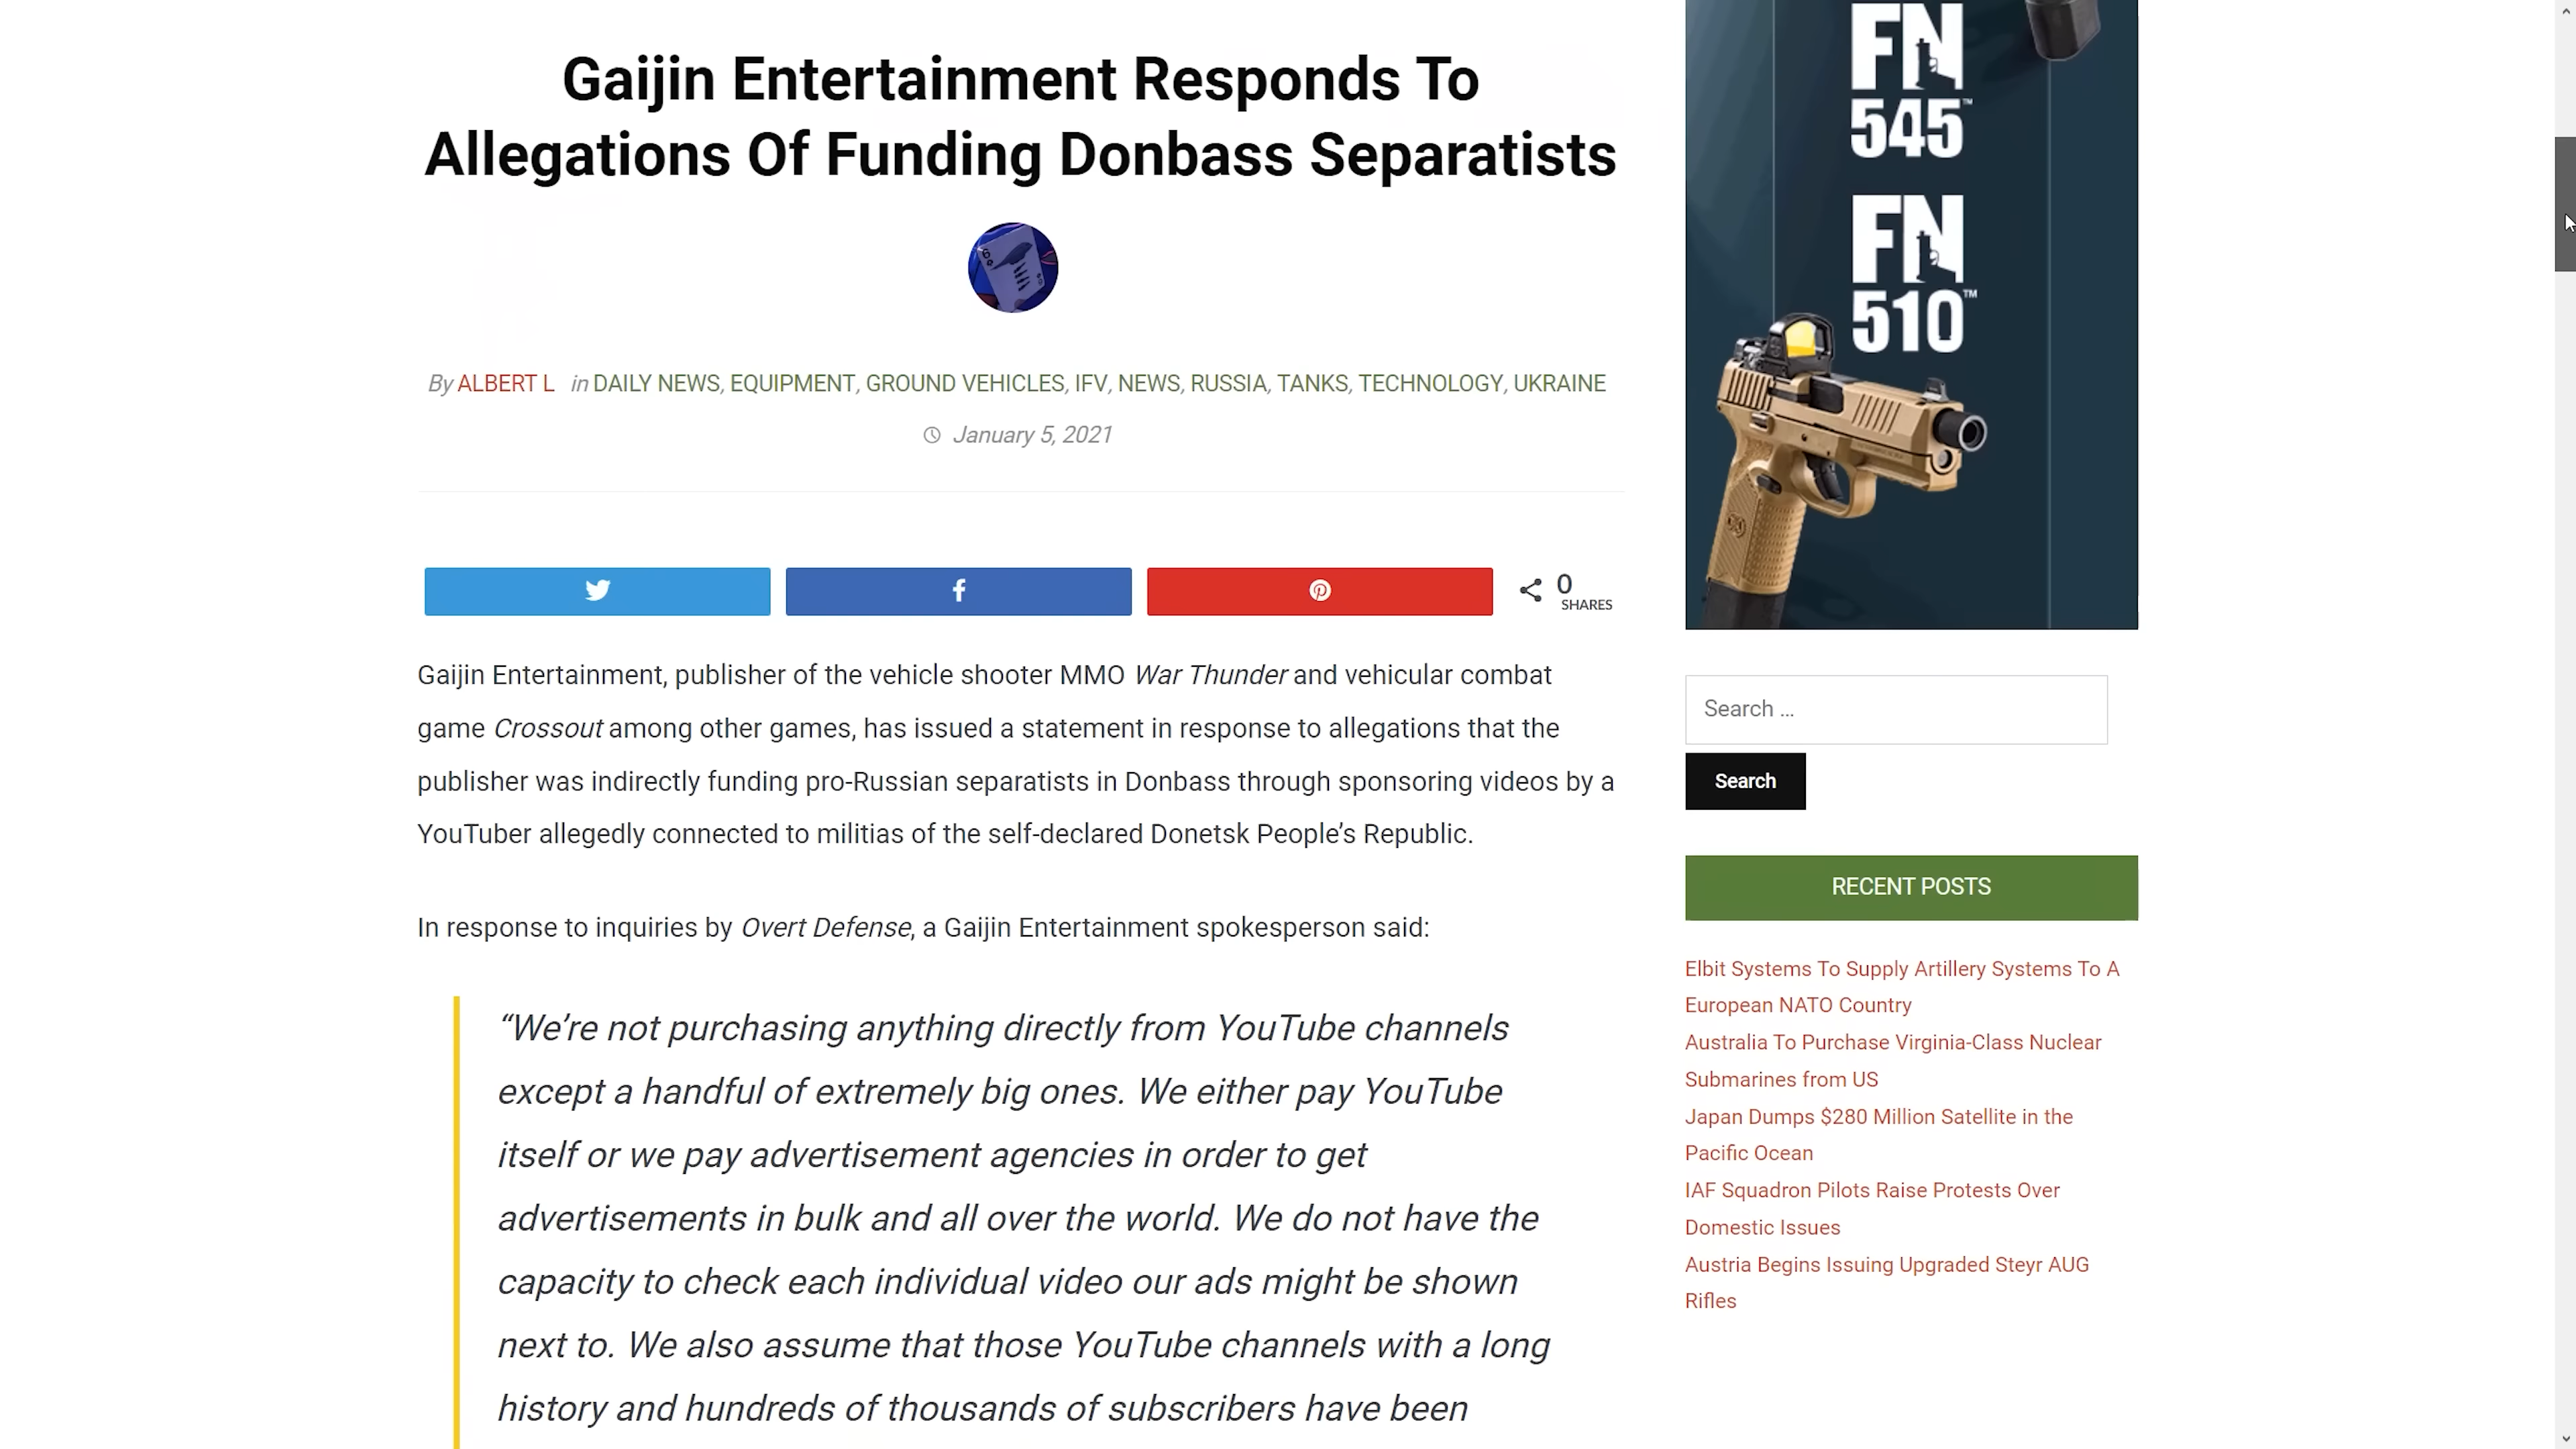 Gaijin Entertainment Responds To
Allegations Of Funding Donbass Separatists
By ALBERT L in DAILY NEWS, EQUIPMENT, GROUND VEHICLES, IFV, NEWS, RUSSIA, TANKS, TECHNOLOGY, UKRAINE
January 5, 2021
0
SHARES
Gaijin Entertainment, publisher of the vehicle shooter MMO War Thunder and vehicular combat
game Crossout among other games, has issued a statement in response to allegations that the
publisher was indirectly funding pro-Russian separatists in Donbass through sponsoring videos by a
YouTuber allegedly connected to militias of the self-declared Donetsk People’s Republic.
In response to inquiries by Overt Defense, a Gaijin Entertainment spokesperson said:
“We’re not purchasing anything directly from YouTube channels
except a handful of extremely big ones. We either pay YouTube
itself or we pay advertisement agencies in order to get
advertisements in bulk and all over the world. We do not have the
capacity to check each individual video our ads might be shown
next to. We also assume that those YouTube channels with a long
history and hundreds of thousands of subscribers have been
FN
545™
FN
510™
Search ...
Search
RECENT POSTS
Elbit Systems To Supply Artillery Systems To A
European NATO Country
Australia To Purchase Virginia-Class Nuclear
Submarines from US
Japan Dumps $280 Million Satellite in the
Pacific Ocean
IAF Squadron Pilots Raise Protests Over
Domestic Issues
Austria Begins Issuing Upgraded Steyr AUG
Rifles